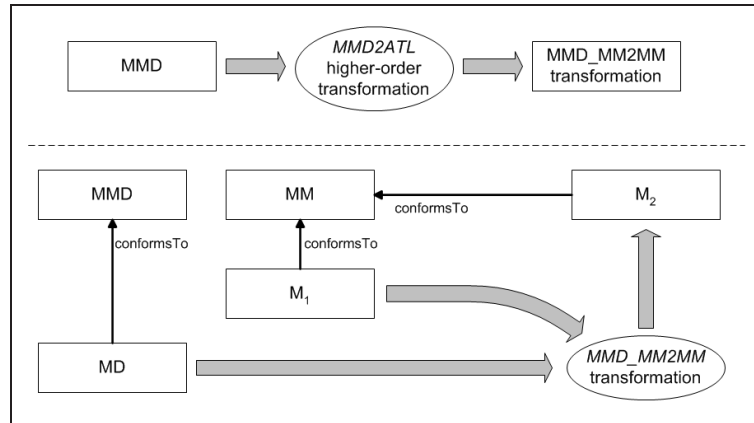 MMD
MMD2ATL
higher-order
transformation
MMD_MM2MM
transformation
MMD
MM
M₂
conformsTo
conformsTo
conformsTo
M₁
MD
MMD_MM2MM
transformation